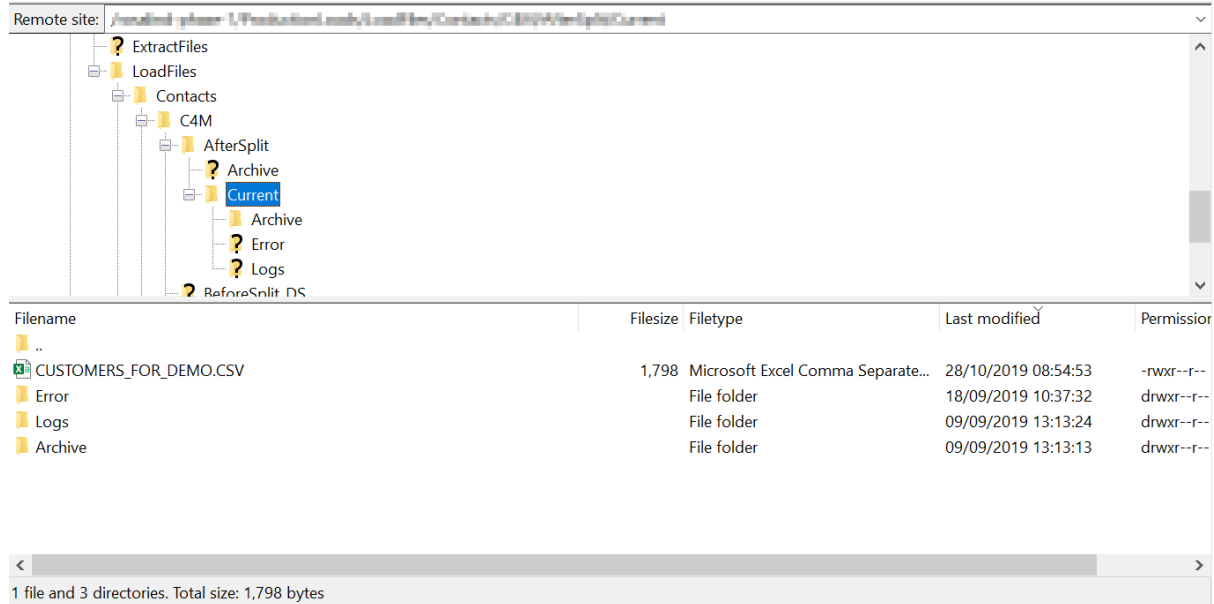 Remote site:
ExtractFiles
LoadFiles
Contacts
C4M
AfterSplit
Archive
Current
Archive
Error
Logs
BeforeSplit_DS
Filename Filesize Filetype Last modified Permission
..
CUSTOMERS_FOR_DEMO.CSV 1,798 Microsoft Excel Comma Separate... 28/10/2019 08:54:53 -rwxr--r--
Error File folder 18/09/2019 10:37:32 drwxr--r--
Logs File folder 09/09/2019 13:13:24 drwxr--r--
Archive File folder 09/09/2019 13:13:13 drwxr--r--
1 file and 3 directories. Total size: 1,798 bytes